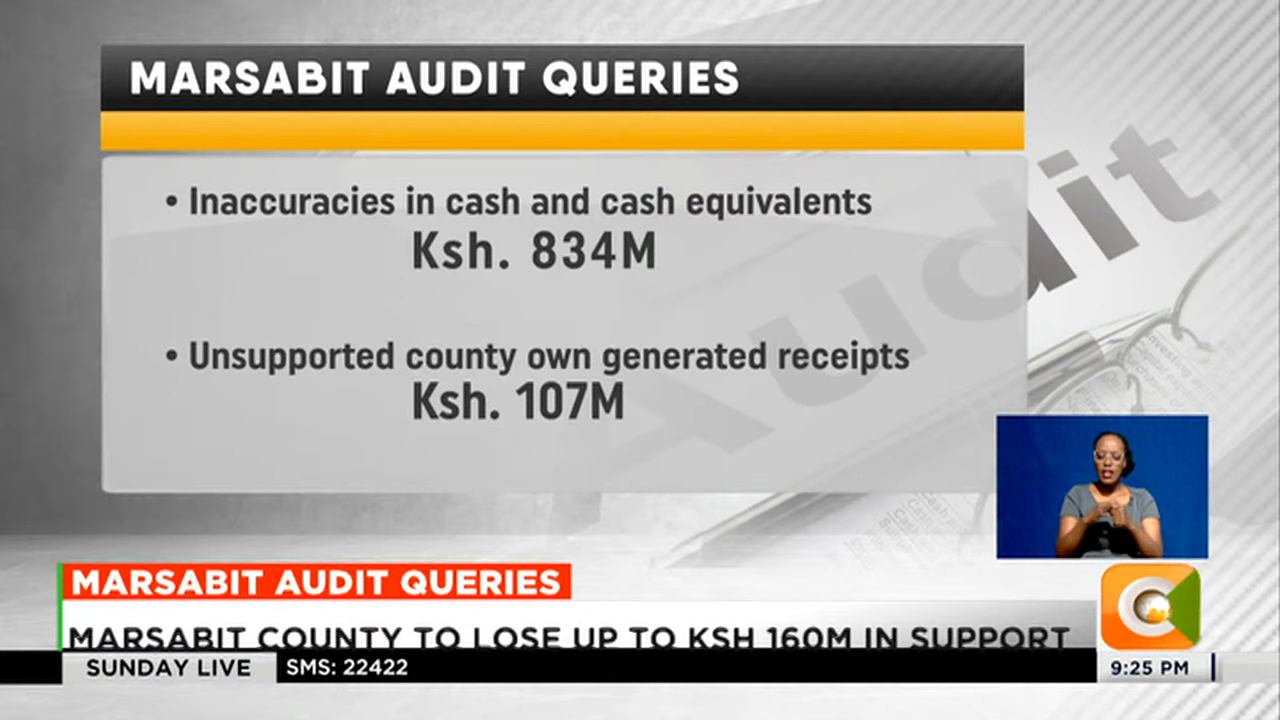 MARSABIT AUDIT QUERIES
• Inaccuracies in cash and cash equivalents
Ksh. 834M
• Unsupported county own generated receipts
Ksh. 107M
Audit
MARSABIT AUDIT QUERIES
MARSABIT COUNTY TO LOSE UP TO KSH 160M IN SUPPORT
SUNDAY LIVE
SMS: 22422
9:25 PM